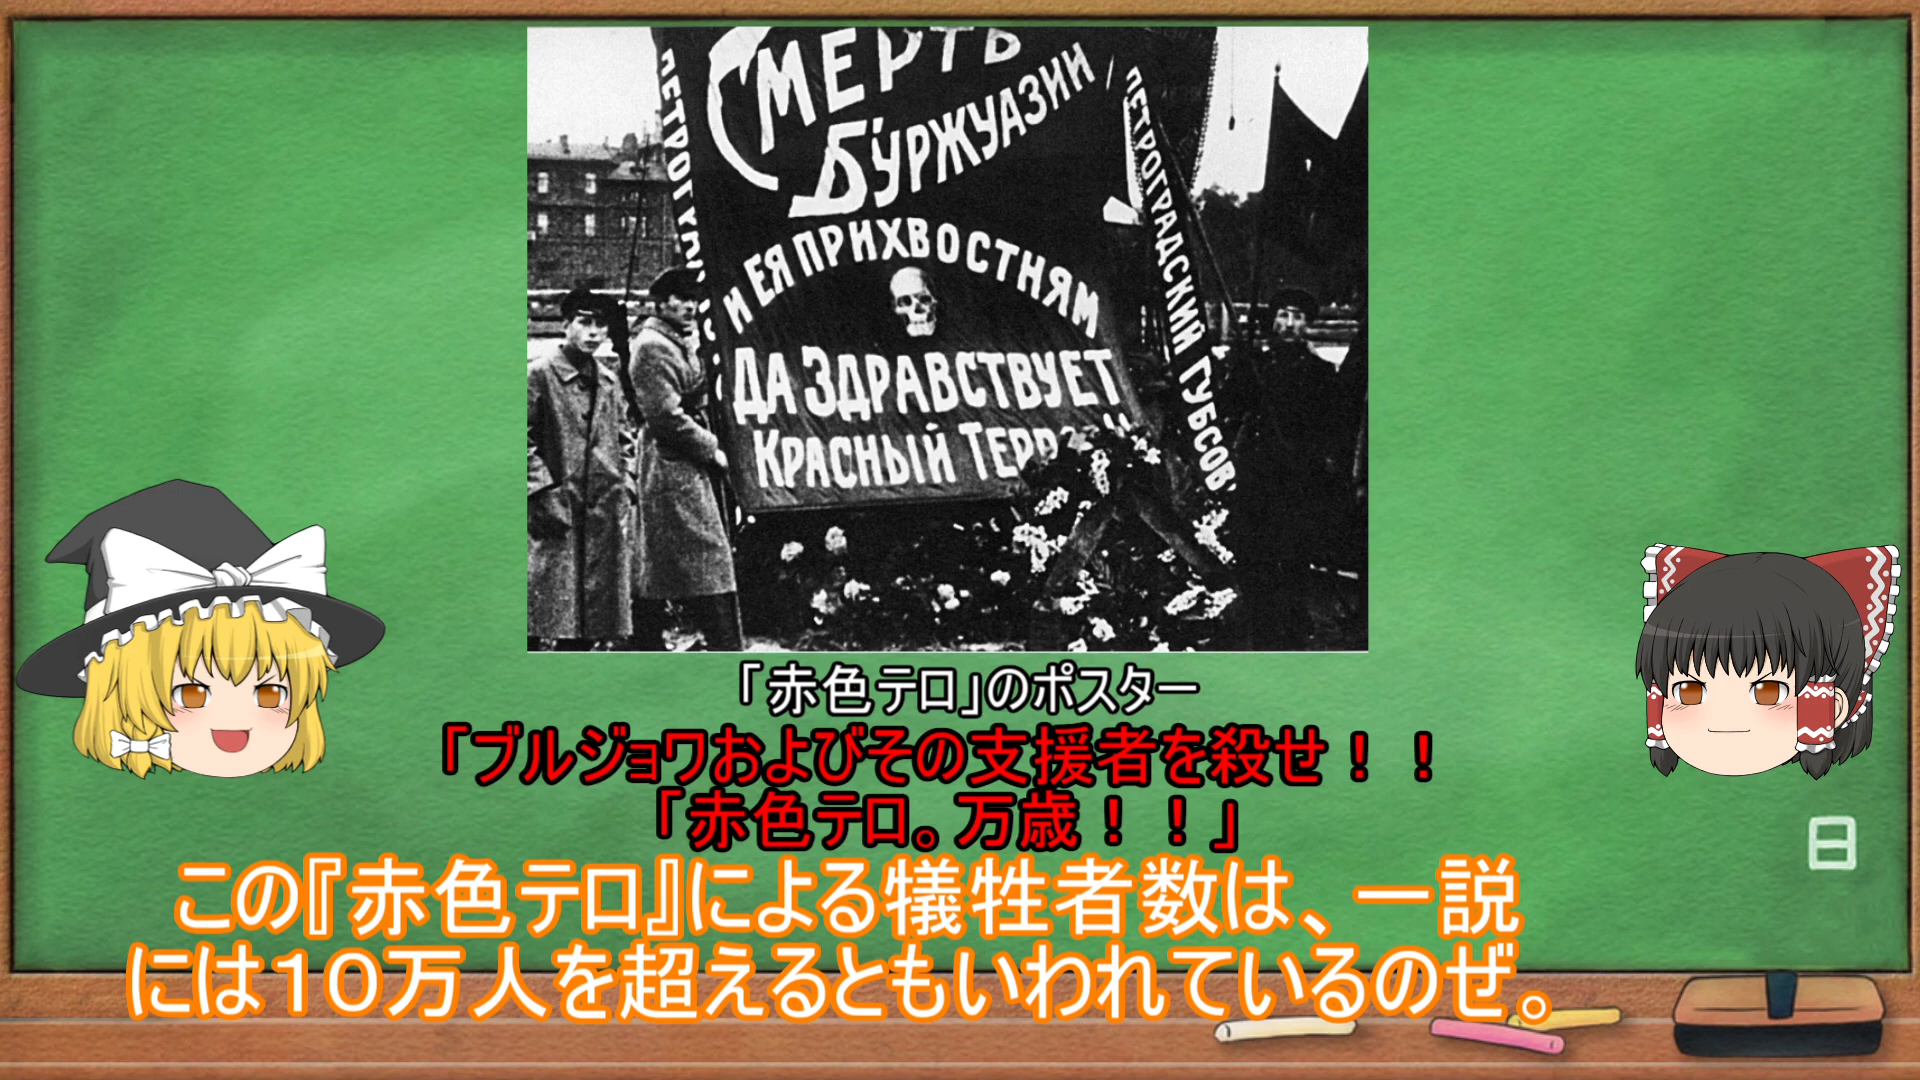 СМЕРТЬ
БУРЖУАЗИИ
И ЕЯ ПРИХВОСТНЯМ
ДА ЗДРАВСТВУЕТ
КРАСНЫЙ
ПЕТРОГРАДСКИЙ ГУБСОВ
「赤色テロ」のポスター
「ブルジョワおよびその支援者を殺せ！！
「赤色テロ。万歳！！」
この『赤色テロ』による犠牲者数は、一説
には１０万人を超えるともいわれているのぜ。
日